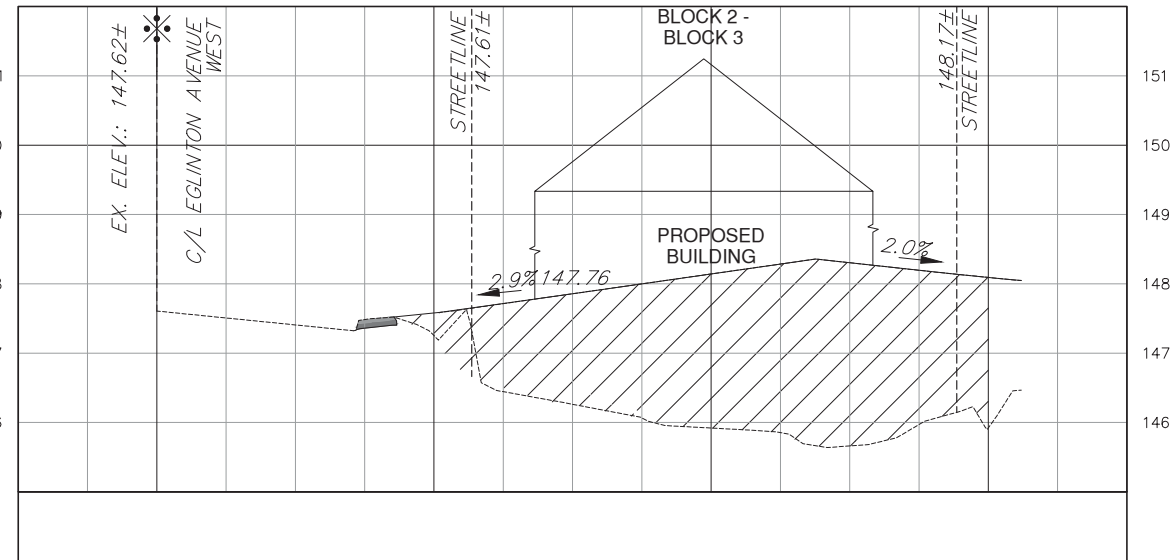 BLOCK 2 -
BLOCK 3
EX. ELEV.: 147.62±
C/L EGLINTON AVENUE
WEST
STREETLINE
147.61±
148.17±
STREETLINE
151
150
149
148
147
146
PROPOSED
BUILDING
2.9%
147.76
2.0%